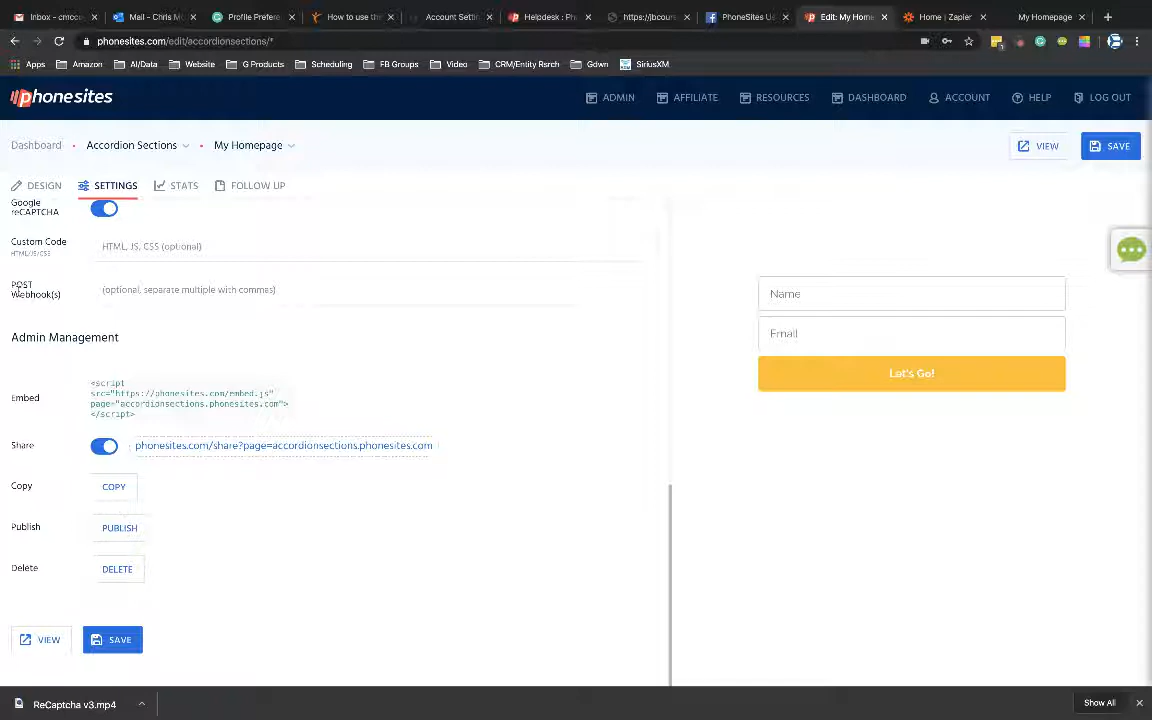 Inbox - cmcc
Mail - Chris M
Profile Prefere
How to use the
Account Setti
Helpdesk : Ph
https://jbcour
PhoneSites U
Edit: My Home
Home | Zapier
My Homepage
phonesites.com/edit/accordionsections/*
Apps
Amazon
AI/Data
Website
G Products
Scheduling
FB Groups
Video
CRM/Entity Rsrch
Gdwn
SiriusXM
phonesites
ADMIN
AFFILIATE
RESOURCES
DASHBOARD
ACCOUNT
HELP
LOG OUT
Dashboard
Accordion Sections
My Homepage
VIEW
SAVE
DESIGN
SETTINGS
STATS
FOLLOW UP
Google
reCAPTCHA
Custom Code
HTML/JS/CSS
HTML, JS, CSS (optional)
POST
Webhook(s)
(optional, separate multiple with commas)
Admin Management
Embed
<script
src="https://phonesites.com/embed.js"
page="accordionsections.phonesites.com">
</script>
Share
phonesites.com/share?page=accordionsections.phonesites.com
Copy
COPY
Publish
PUBLISH
Delete
DELETE
VIEW
SAVE
Name
Email
Let's Go!
ReCaptcha v3.mp4
Show All